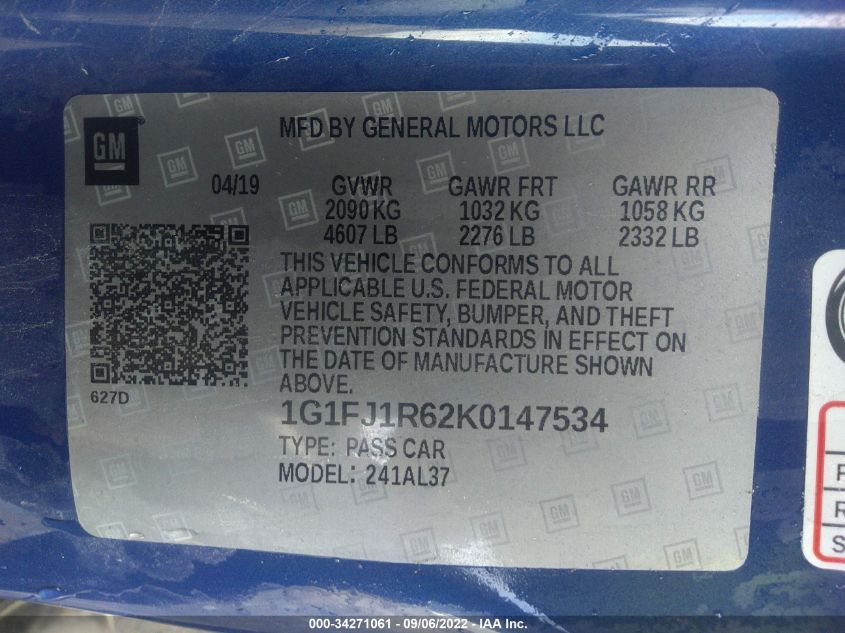 GM
MFD BY GENERAL MOTORS LLC
04/19 GVWR GAWR FRT GAWR RR
2090 KG 1032 KG 1058 KG
4607 LB 2276 LB 2332 LB
THIS VEHICLE CONFORMS TO ALL
APPLICABLE U.S. FEDERAL MOTOR
VEHICLE SAFETY, BUMPER, AND THEFT
PREVENTION STANDARDS IN EFFECT ON
THE DATE OF MANUFACTURE SHOWN
ABOVE.
627D
1G1FJ1R62K0147534
TYPE: PASS CAR
MODEL: 241AL37
000-34271061 - 09/06/2022 - IAA Inc.